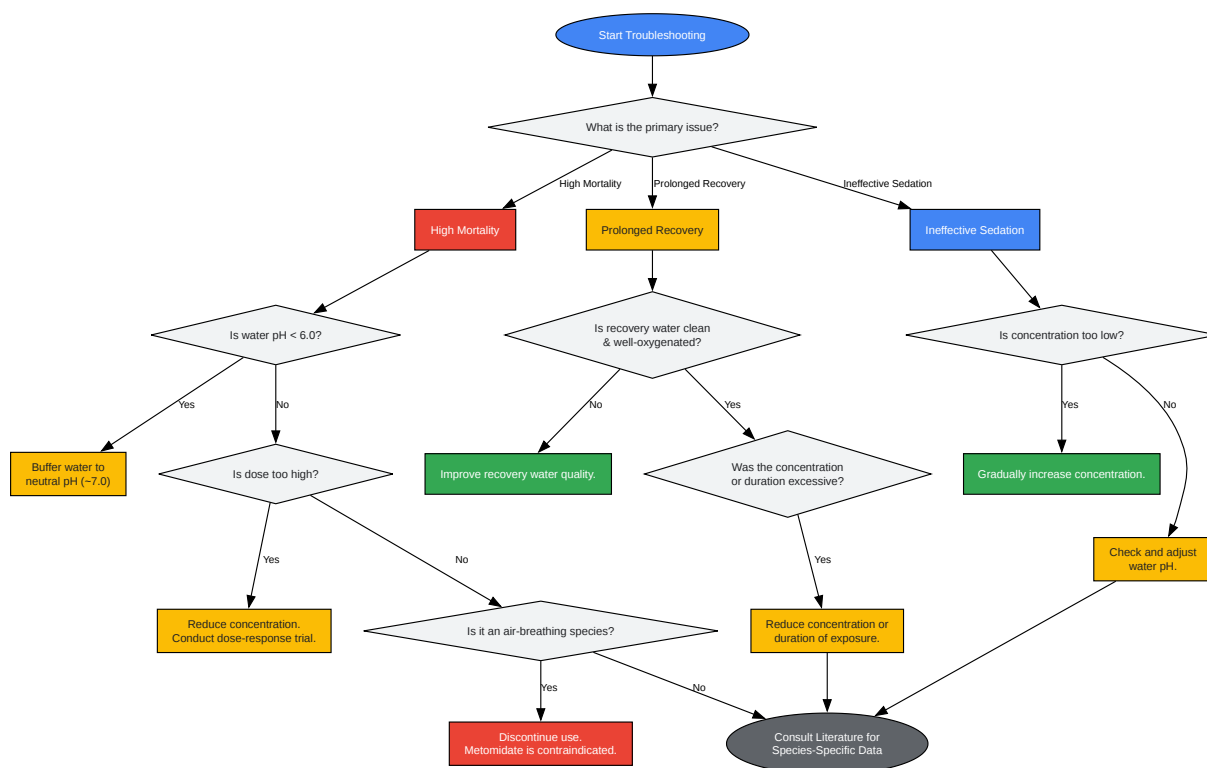 Start Troubleshooting
What is the primary issue?
High Mortality
Prolonged Recovery
Ineffective Sedation
High Mortality
Prolonged Recovery
Ineffective Sedation
Is water pH < 6.0?
Is recovery water clean
& well-oxygenated?
Is concentration too low?
Yes
No
No
Yes
Yes
No
Buffer water to
neutral pH (~7.0)
Is dose too high?
Improve recovery water quality.
Was the concentration
or duration excessive?
Gradually increase concentration.
Yes
No
Yes
Check and adjust
water pH.
Reduce concentration.
Conduct dose-response trial.
Is it an air-breathing species?
Reduce concentration or
duration of exposure.
Yes
No
Discontinue use.
Metomidate is contraindicated.
Consult Literature for
Species-Specific Data